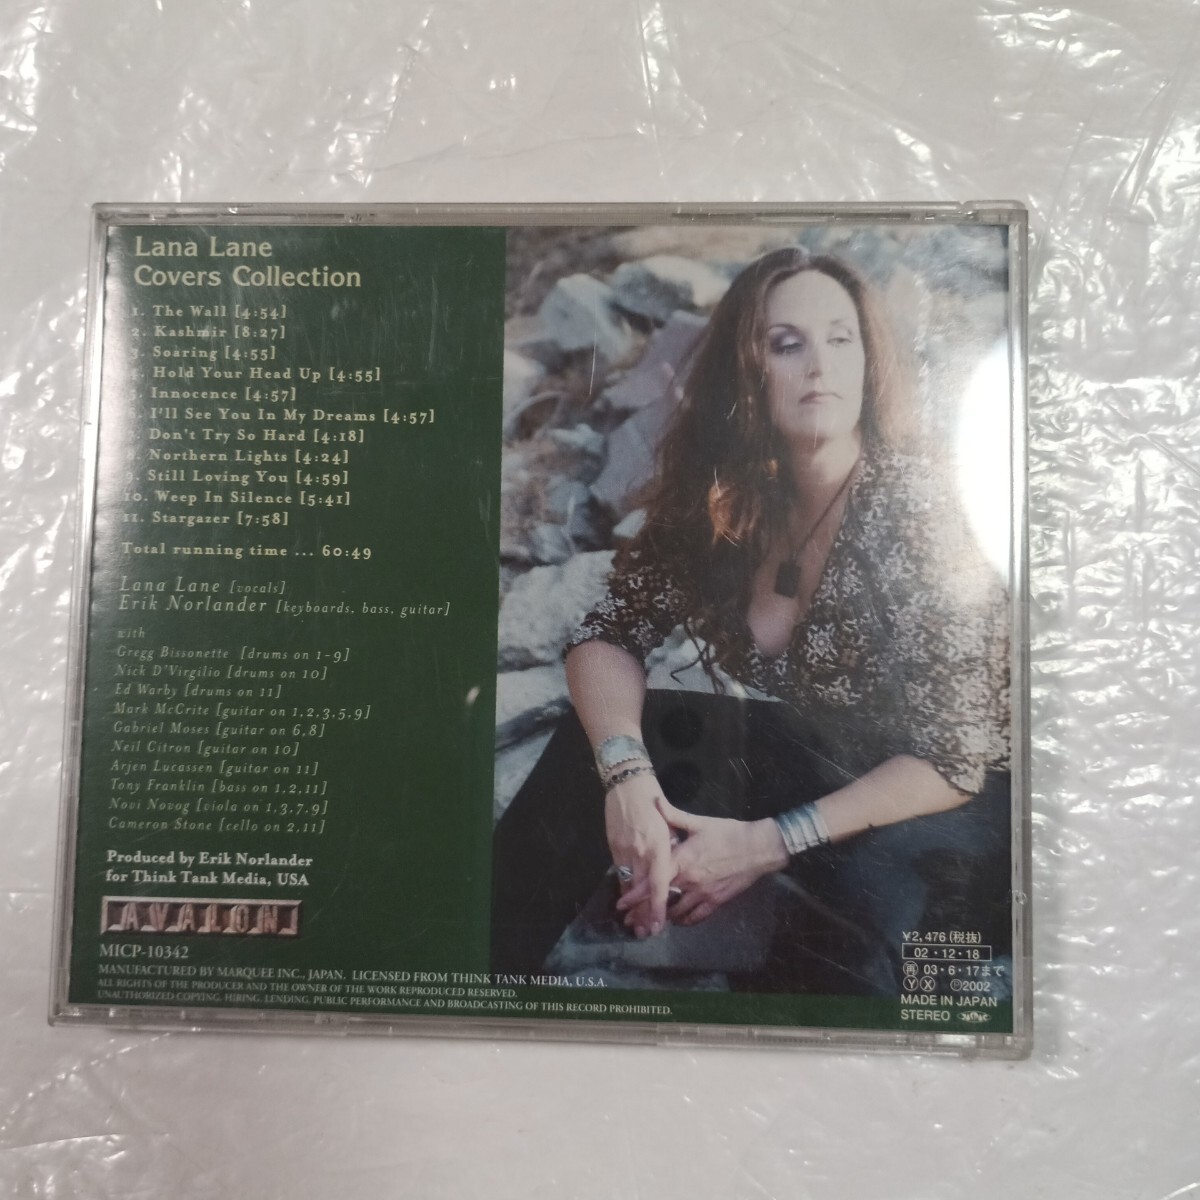 Lana Lane
Covers Collection
1. The Wall [4:54]
2. Kashmir [8:27]
3. Soaring [4:55]
4. Hold Your Head Up [4:55]
5. Innocence [4:57]
6. I'll See You In My Dreams [4:57]
7. Don't Try So Hard [4:18]
8. Northern Lights [4:24]
9. Still Loving You [4:59]
10. Weep In Silence [5:41]
11. Stargazer [7:58]
Total running time ... 60:49
Lana Lane [vocals]
Erik Norlander [keyboards, bass, guitar]
with
Gregg Bissonette [drums on 1-9]
Nick D'Virgilio [drums on 10]
Ed Warby [drums on 11]
Mark McCrite [guitar on 1,2,3,5,9]
Gabriel Moses [guitar on 6,8]
Neil Citron [guitar on 10]
Arjen Lucassen [guitar on 11]
Tony Franklin [bass on 1,2,11]
Novi Novog [viola on 1,3,7,9]
Cameron Stone [cello on 2,11]
Produced by Erik Norlander
for Think Tank Media, USA
AVALON
MICP-10342
MANUFACTURED BY MARQUEE INC., JAPAN. LICENSED FROM THINK TANK MEDIA, U.S.A.
ALL RIGHTS OF THE PRODUCER AND THE OWNER OF THE WORK REPRODUCED RESERVED.
UNAUTHORIZED COPYING, HIRING, LENDING, PUBLIC PERFORMANCE AND BROADCASTING OF THIS RECORD PROHIBITED.
¥2,476(税抜)
02・12・18
再 03・6・17まで
Ⓨ Ⓧ ℗2002
MADE IN JAPAN
STEREO